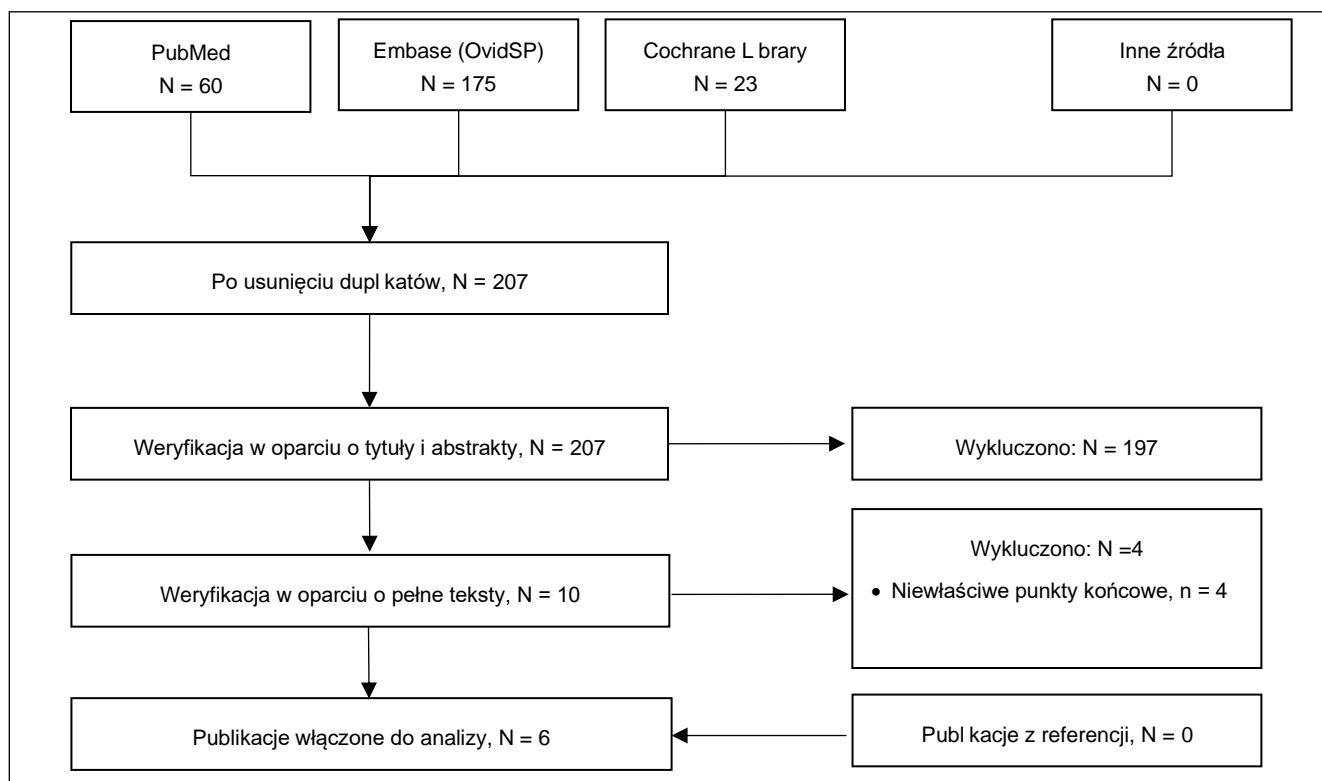 PubMed
N = 60
Embase (OvidSP)
N = 175
Cochrane L brary
N = 23
Inne źródła
N = 0
Po usunięciu dupl katów, N = 207
Weryfikacja w oparciu o tytuły i abstrakty, N = 207
Wykluczono: N = 197
Weryfikacja w oparciu o pełne teksty, N = 10
Wykluczono: N =4
• Niewłaściwe punkty końcowe, n = 4
Publikacje włączone do analizy, N = 6
Publ kacje z referencji, N = 0